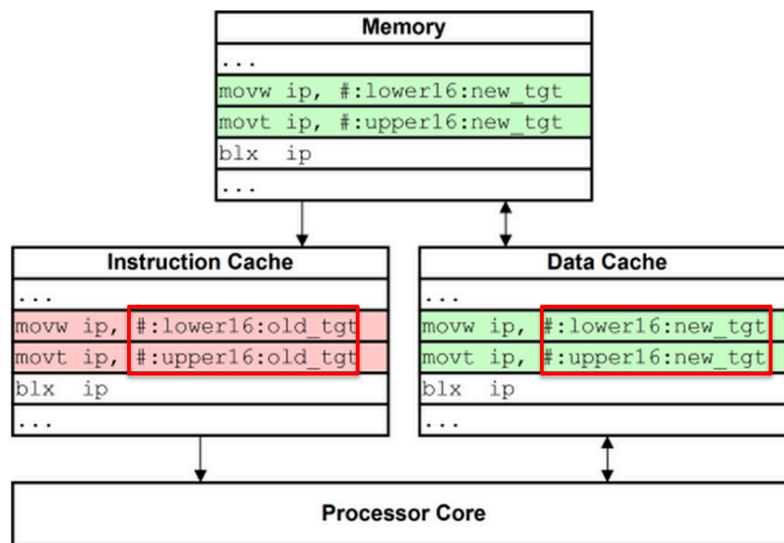 Memory
...
movw ip, #:lower16:new_tgt
movt ip, #:upper16:new_tgt
blx ip
...
Instruction Cache
...
movw ip, #:lower16:old_tgt
movt ip, #:upper16:old_tgt
blx ip
...
Data Cache
...
movw ip, #:lower16:new_tgt
movt ip, #:upper16:new_tgt
blx ip
...
Processor Core